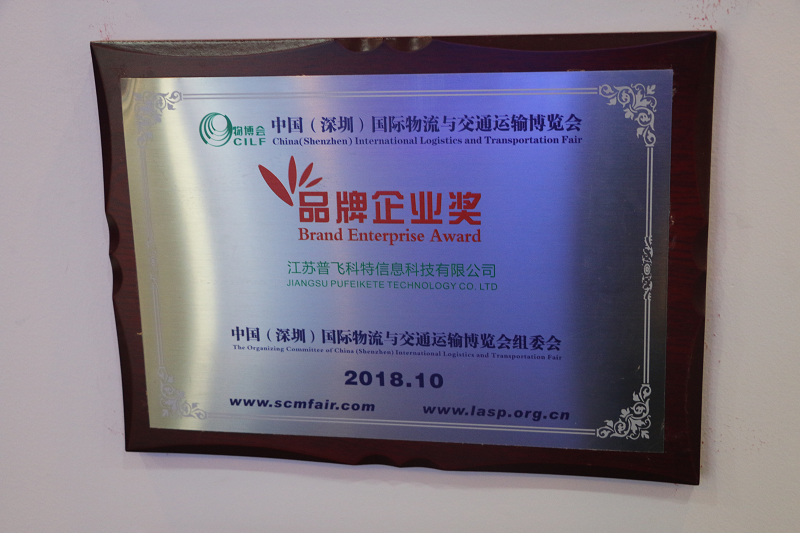 物博会
CILF
中国（深圳）国际物流与交通运输博览会
China(Shenzhen) International Logistics and Transportation Fair
品牌企业奖
Brand Enterprise Award
江苏普飞科特信息科技有限公司
JIANGSU PUFEIKETE TECHNOLOGY CO. LTD
中国（深圳）国际物流与交通运输博览会组委会
The Organizing Committee of China (Shenzhen) International Logistics and Transportation Fair
2018.10
www.scmfair.com www.lasp.org.cn